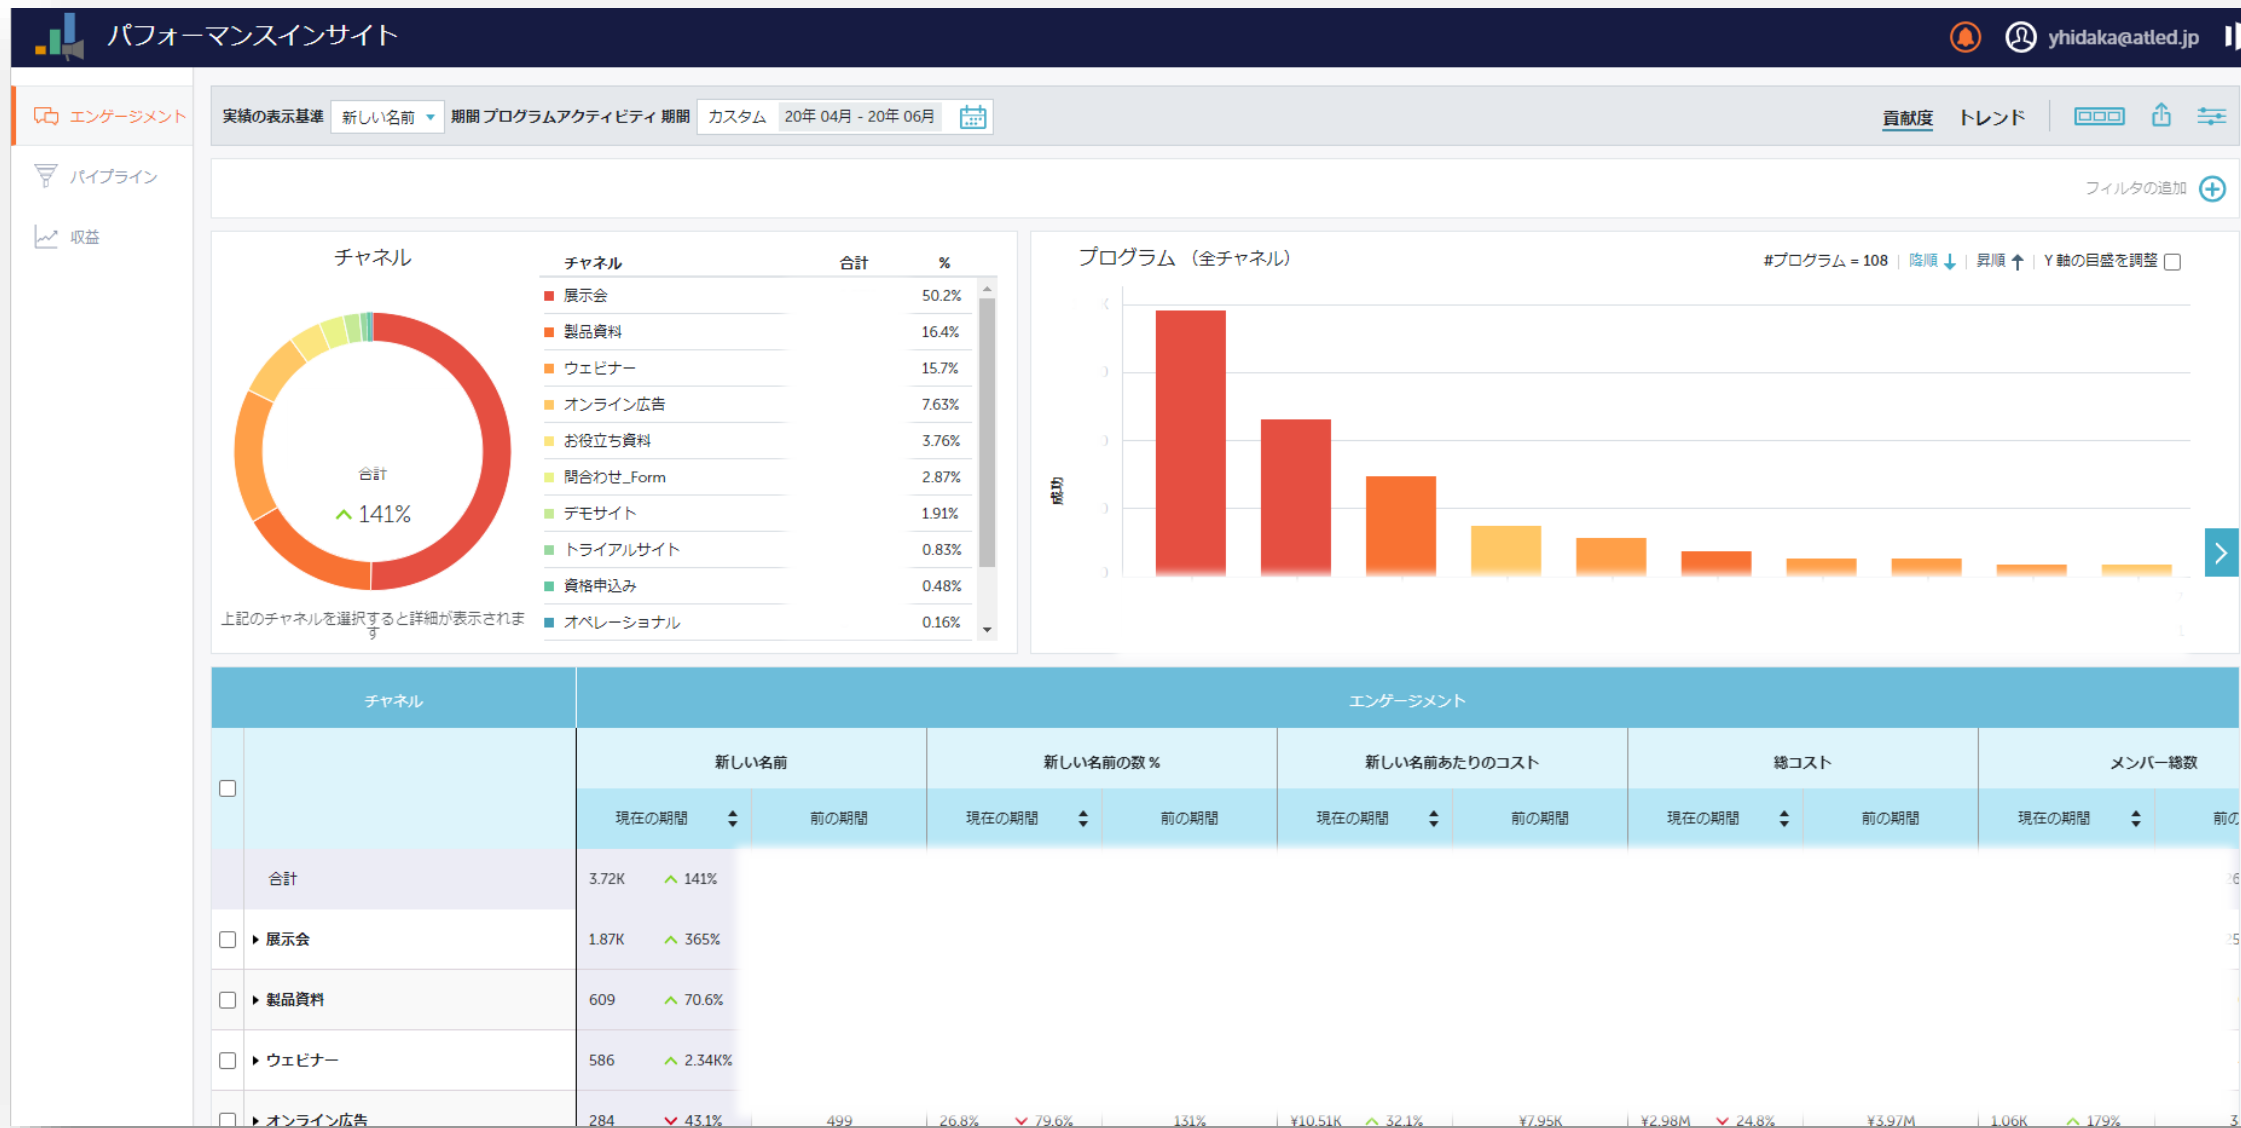 パフォーマンスインサイト
yhidaka@atled.jp
エンゲージメント
パイプライン
収益
実績の表示基準 新しい名前 期間 プログラムアクティビティ 期間 カスタム 20年 04月 - 20年 06月
貢献度 トレンド
フィルタの追加
チャネル
合計
141%
上記のチャネルを選択すると詳細が表示されま
す
チャネル 合計 %
展示会 50.2%
製品資料 16.4%
ウェビナー 15.7%
オンライン広告 7.63%
お役立ち資料 3.76%
問合わせ_Form 2.87%
デモサイト 1.91%
トライアルサイト 0.83%
資格申込み 0.48%
オペレーショナル 0.16%
プログラム （全チャネル）
#プログラム = 108 | 降順 | 昇順 | Y 軸の目盛を調整
成功
チャネル エンゲージメント
新しい名前 新しい名前の数 % 新しい名前あたりのコスト 総コスト メンバー総数
現在の期間 前の期間 現在の期間 前の期間 現在の期間 前の期間 現在の期間 前の期間 現在の期間 前の
合計 3.72K 141%
展示会 1.87K 365%
製品資料 609 70.6%
ウェビナー 586 2.34K%
オンライン広告 284 43.1% 499 26.8% 79.6% 131% ¥10.51K 32.1% ¥7.95K ¥2.98M 24.8% ¥3.97M 1.06K 179%